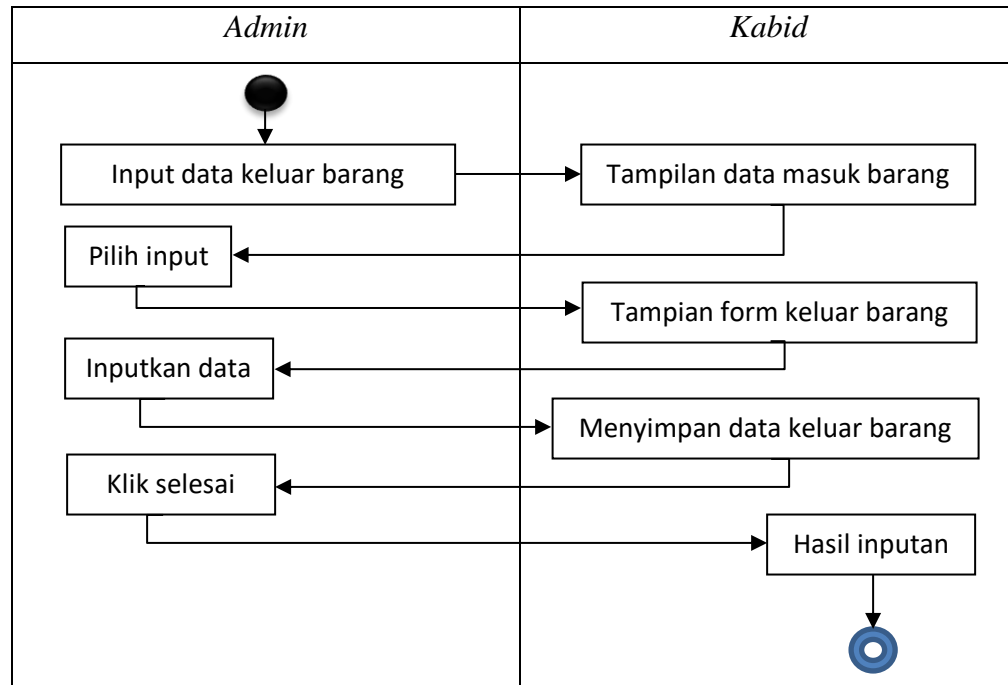 Admin
Kabid
Input data keluar barang
Tampilan data masuk barang
Pilih input
Tampian form keluar barang
Inputkan data
Menyimpan data keluar barang
Klik selesai
Hasil inputan